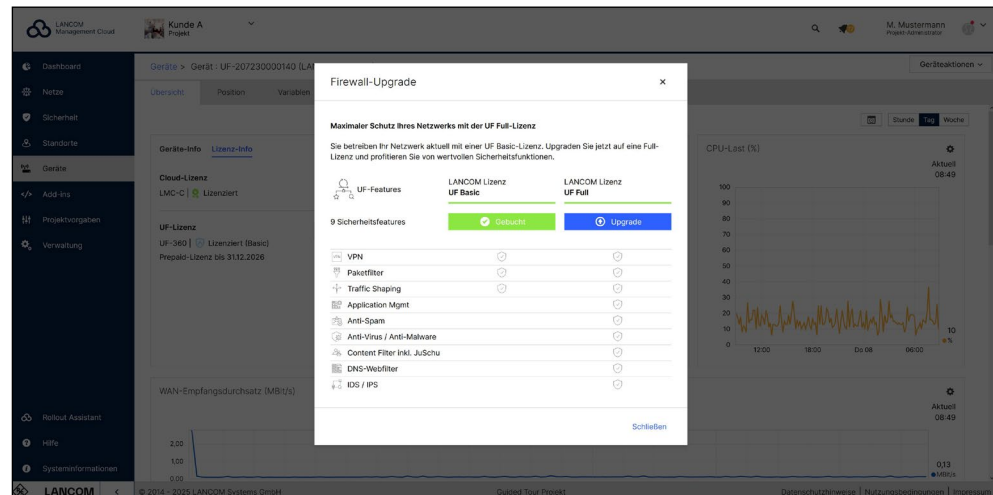 LANCOM
Management Cloud
Kunde A
Projekt
M. Mustermann
Projekt-Administrator
Dashboard
Netze
Sicherheit
Standorte
Geräte
Add-ins
Projektvorgaben
Verwaltung
Rollout Assistant
Hilfe
Systeminformationen
LANCOM
Geräte > Gerät : UF-207230000140 (LA
Geräteaktionen
Übersicht Position Variablen
Stunde Tag Woche
Geräte-Info Lizenz-Info
Cloud-Lizenz
LMC-C | Lizenziert
UF-Lizenz
UF-360 | Lizenziert (Basic)
Prepaid-Lizenz bis 31.12.2026
Firewall-Upgrade
Maximaler Schutz Ihres Netzwerks mit der UF Full-Lizenz
Sie betreiben Ihr Netzwerk aktuell mit einer UF Basic-Lizenz. Upgraden Sie jetzt auf eine Full-
Lizenz und profitieren Sie von wertvollen Sicherheitsfunktionen.
UF-Features
LANCOM Lizenz
UF Basic
LANCOM Lizenz
UF Full
9 Sicherheitsfeatures Gebucht Upgrade
VPN
Paketfilter
Traffic Shaping
Application Mgmt
Anti-Spam
Anti-Virus / Anti-Malware
Content Filter inkl. JuSchu
DNS-Webfilter
IDS / IPS
Schließen
CPU-Last (%)
Aktuell
08:49
100
90
80
70
60
50
40
30
20
10
0
12:00 18:00 Do 08 06:00
10
%
WAN-Empfangsdurchsatz (MBit/s)
Aktuell
08:49
2,00
1,00
0,00
0,13
MBit/s
© 2014 - 2025 LANCOM Systems GmbH
Guided Tour Projekt
Datenschutzhinweise | Nutzungsbedingungen | Impressum